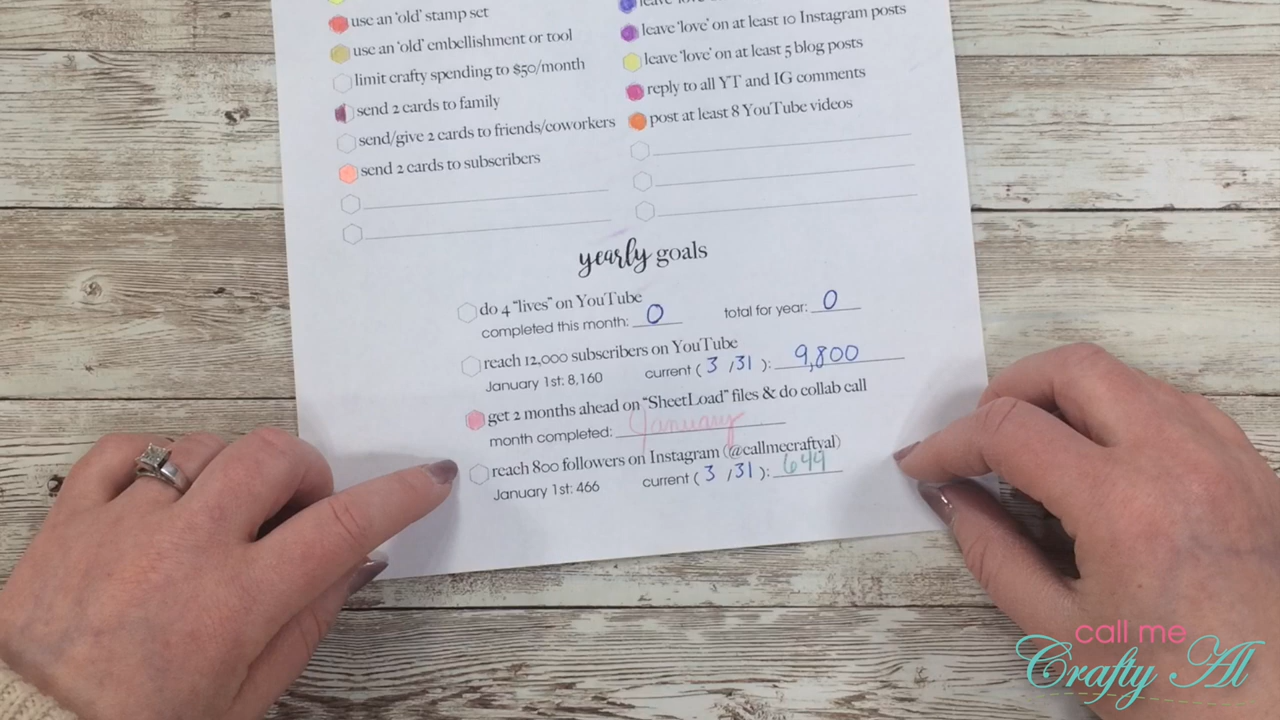 use an 'old' stamp set
use an 'old' embellishment or tool
limit crafty spending to $50/month
send 2 cards to family
send/give 2 cards to friends/coworkers
send 2 cards to subscribers
leave 'love' on at least 10 Instagram posts
leave 'love' on at least 5 blog posts
reply to all YT and IG comments
post at least 8 YouTube videos
yearly goals
do 4 "lives" on YouTube
completed this month: 0 total for year: 0
reach 12,000 subscribers on YouTube
January 1st: 8,160 current ( 3 / 31 ): 9,800
get 2 months ahead on "SheetLoad" files & do collab call
month completed: January
reach 800 followers on Instagram (@callmecraftyal)
January 1st: 466 current ( 3 / 31 ): 649
call me
Crafty Al